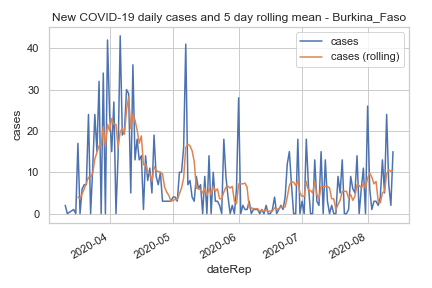 New COVID-19 daily cases and 5 day rolling mean - Burkina_Faso
cases
cases (rolling)
40
30
20
10
0
cases
2020-04
2020-05
2020-06
2020-07
2020-08
dateRep